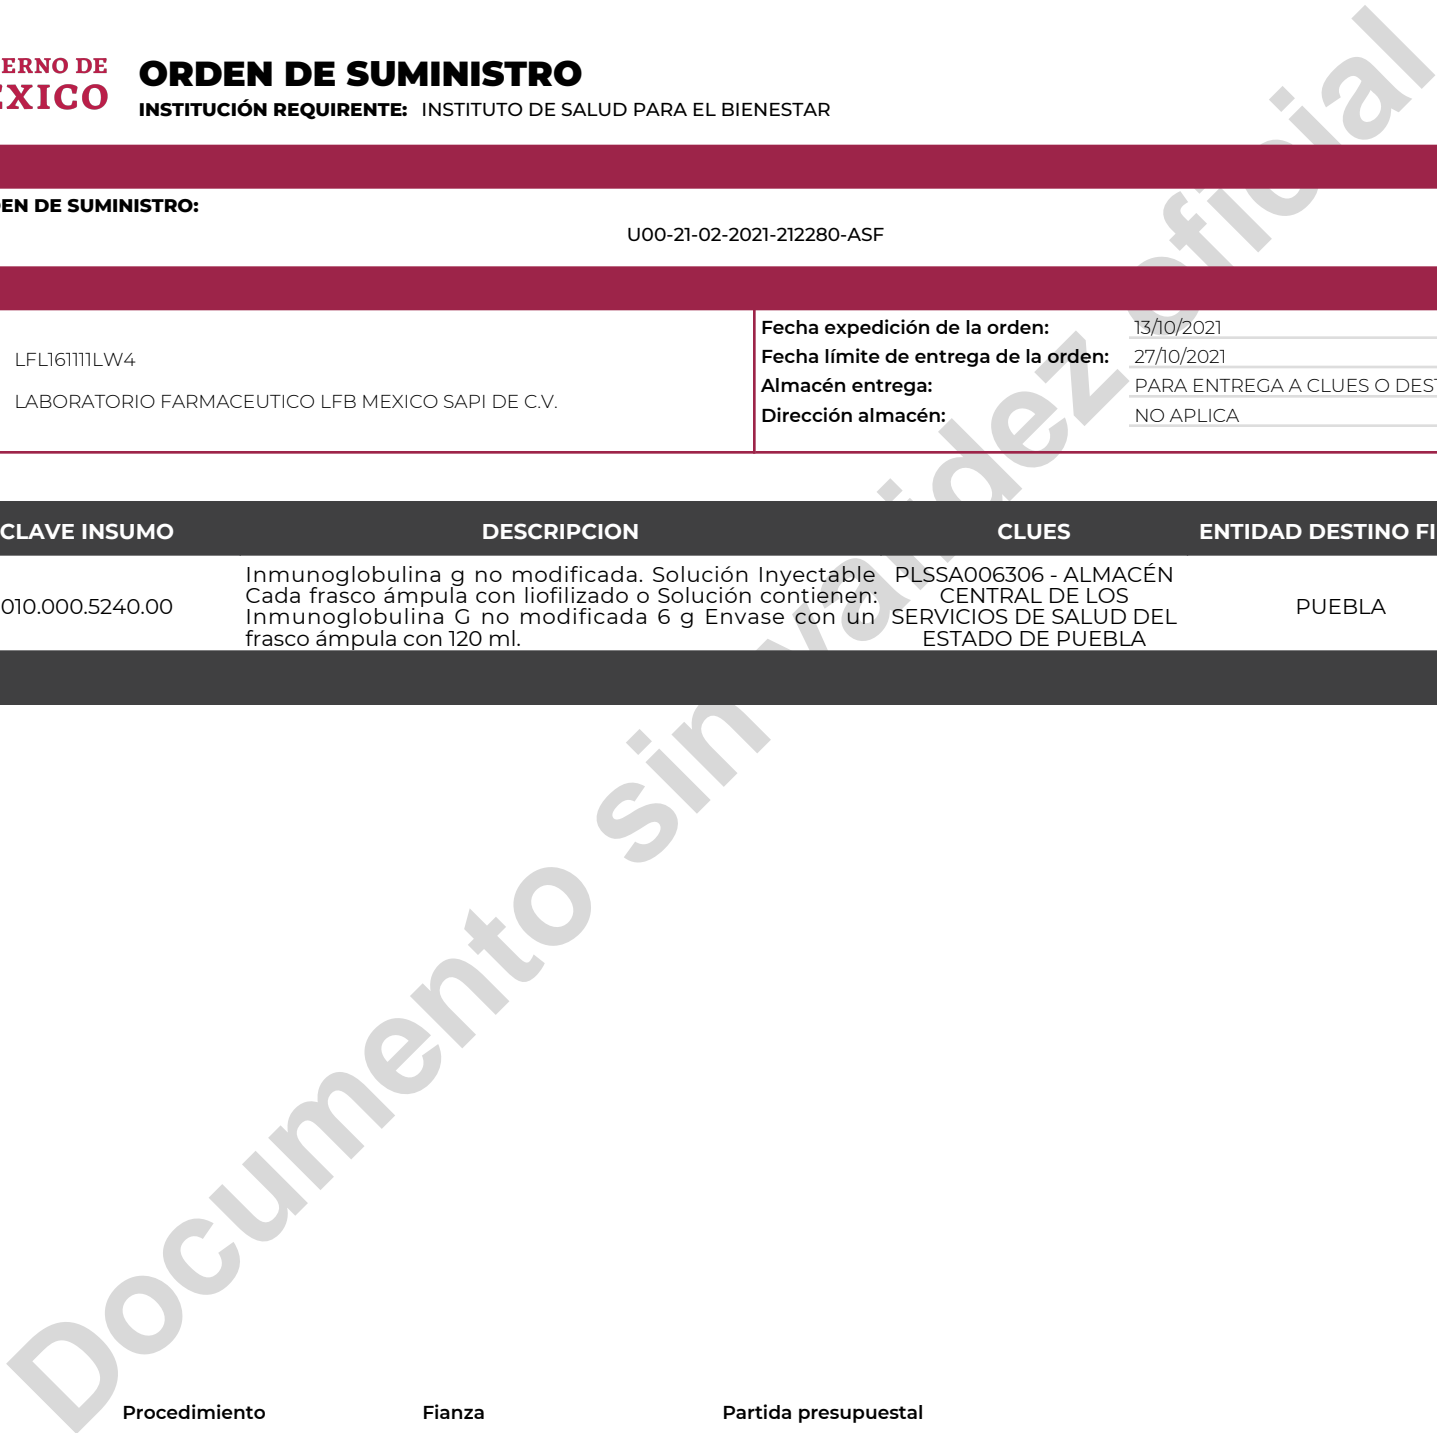 ERNO DE
EXICO
ORDEN DE SUMINISTRO
INSTITUCIÓN REQUIRENTE: INSTITUTO DE SALUD PARA EL BIENESTAR
EN DE SUMINISTRO:
U00-21-02-2021-212280-ASF
LFL161111LW4
LABORATORIO FARMACEUTICO LFB MEXICO SAPI DE C.V.
Fecha expedición de la orden: 13/10/2021
Fecha límite de entrega de la orden: 27/10/2021
Almacén entrega: PARA ENTREGA A CLUES O DEST
Dirección almacén: NO APLICA
CLAVE INSUMO DESCRIPCION CLUES ENTIDAD DESTINO FI
010.000.5240.00
Inmunoglobulina g no modificada. Solución Inyectable
Cada frasco ámpula con liofilizado o Solución contienen:
Inmunoglobulina G no modificada 6 g Envase con un
frasco ámpula con 120 ml.
PLSSA006306 - ALMACÉN
CENTRAL DE LOS
SERVICIOS DE SALUD DEL
ESTADO DE PUEBLA
PUEBLA
Documento sin validez oficial
Procedimiento Fianza Partida presupuestal